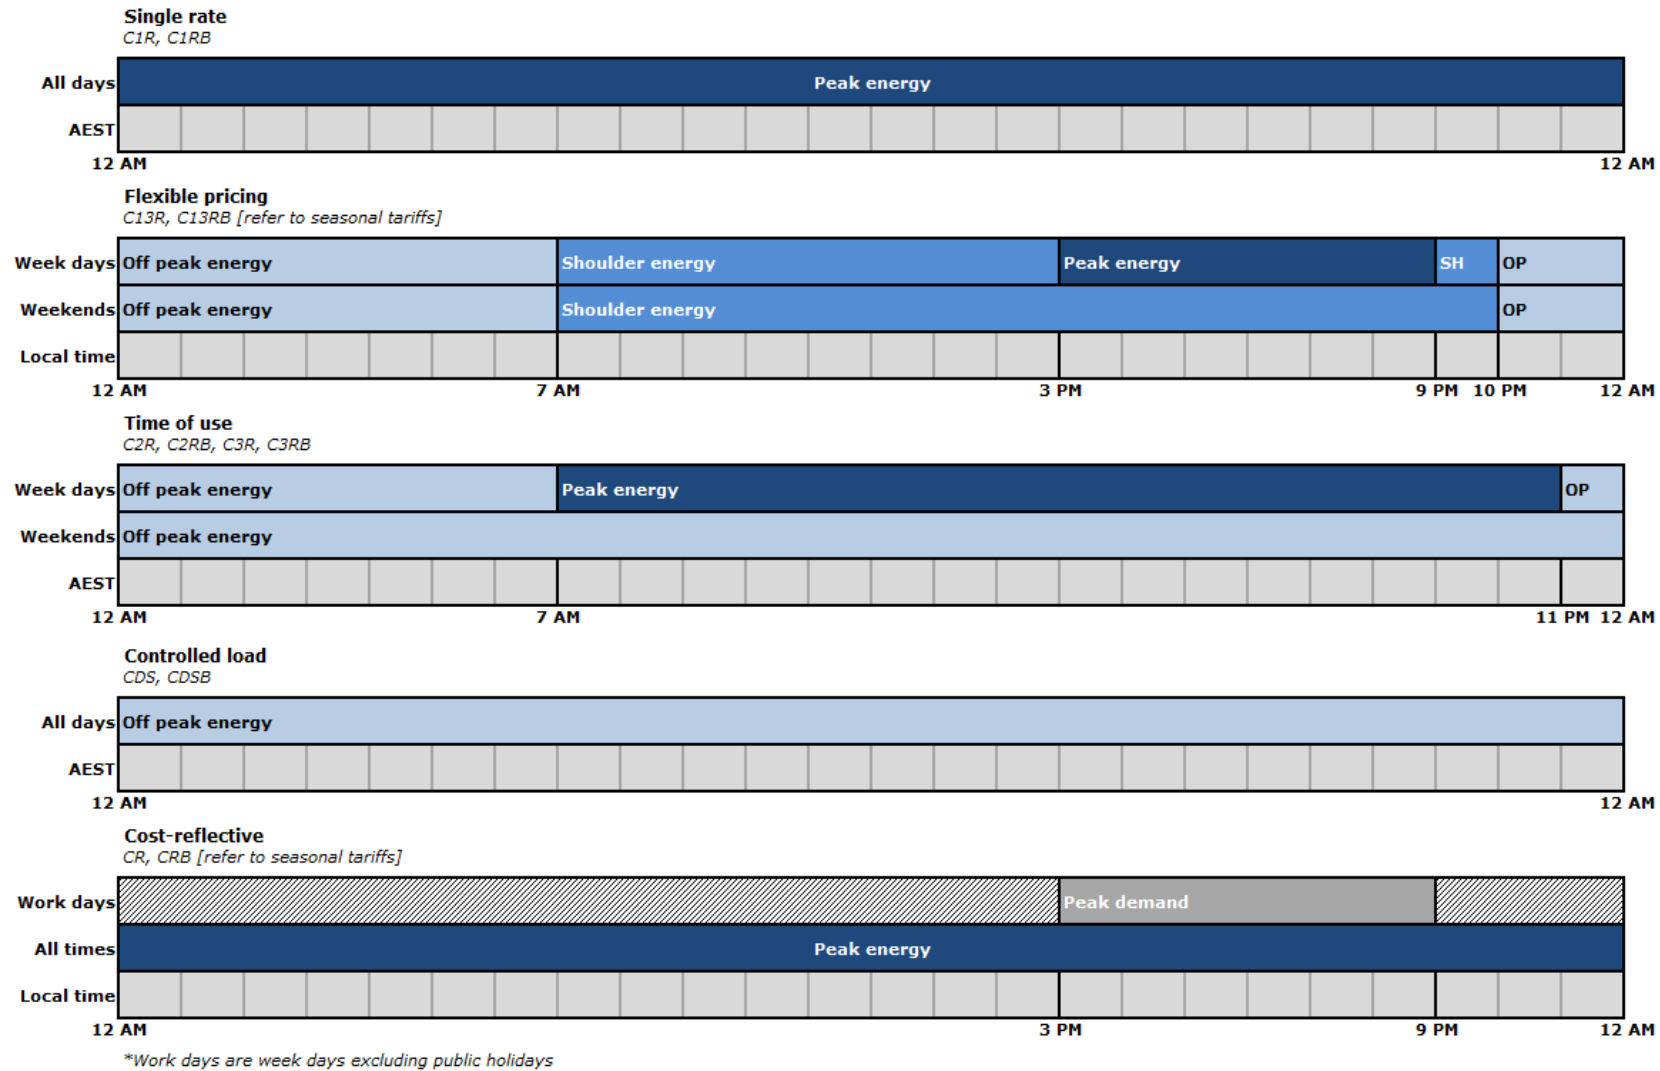 Single rate
C1R, C1RB
All days Peak energy
AEST
12 AM 12 AM
Flexible pricing
C13R, C13RB [refer to seasonal tariffs]
Week days Off peak energy Shoulder energy Peak energy SH OP
Weekends Off peak energy Shoulder energy OP
Local time
12 AM 7 AM 3 PM 9 PM 10 PM 12 AM
Time of use
C2R, C2RB, C3R, C3RB
Week days Off peak energy Peak energy OP
Weekends Off peak energy
AEST
12 AM 7 AM 11 PM 12 AM
Controlled load
CDS, CDSB
All days Off peak energy
AEST
12 AM 12 AM
Cost-reflective
CR, CRB [refer to seasonal tariffs]
Work days Peak demand
All times Peak energy
Local time
12 AM 3 PM 9 PM 12 AM
*Work days are week days excluding public holidays